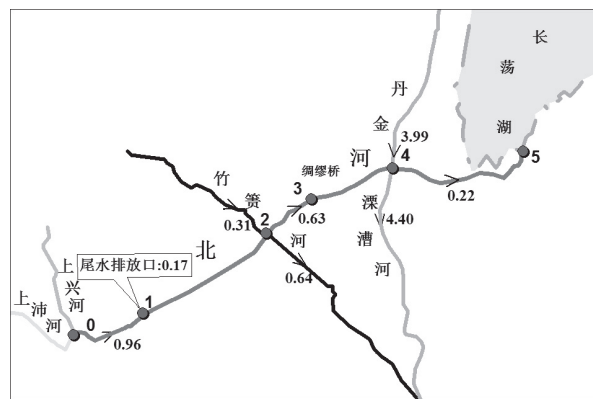 长
荡
湖
丹
金
3.99
河
4
5
绸缪桥
3
0.63
0.22
溧
漕
河
4.40
竹
箦
河
0.31
2
0.64
北
尾水排放口:0.17
上
兴
河
1
上
沛
河
0
0.96